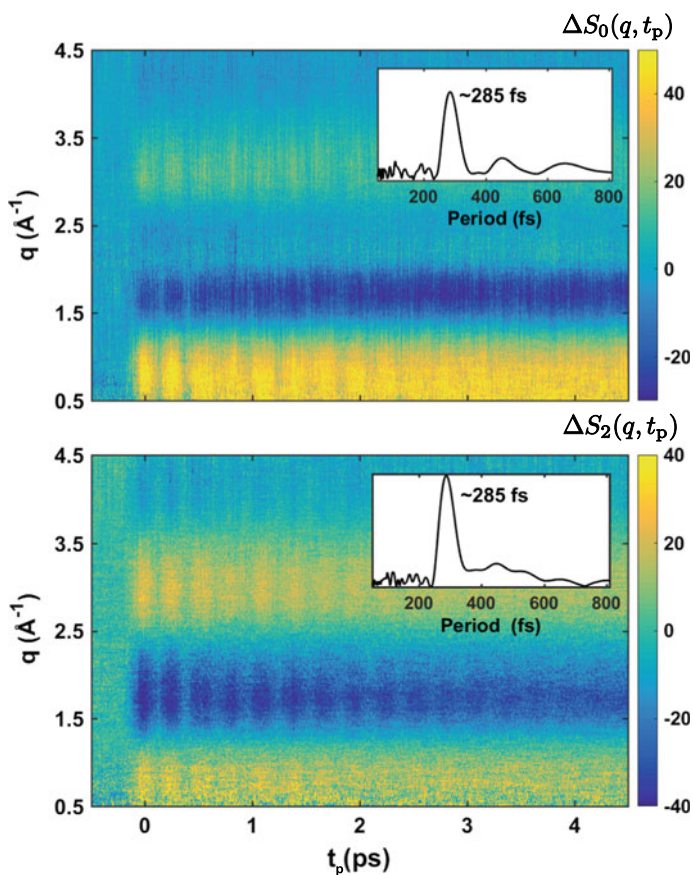 ΔS₀(q, tₚ)
4.5
3.5
2.5
1.5
0.5
q (Å⁻¹)
40
20
0
-20
~285 fs
200 400 600 800
Period (fs)
ΔS₂(q, tₚ)
4.5
3.5
2.5
1.5
0.5
q (Å⁻¹)
40
20
0
-20
-40
~285 fs
200 400 600 800
Period (fs)
0 1 2 3 4
tₚ(ps)